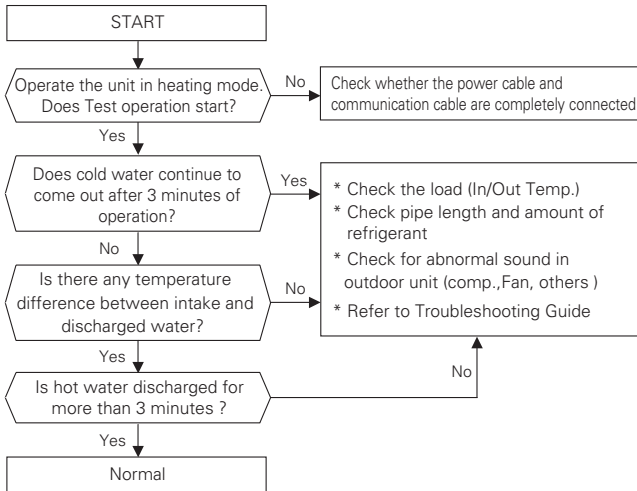 START
Operate the unit in heating mode.
Does Test operation start?
No
Check whether the power cable and
communication cable are completely connected
Yes
Does cold water continue to
come out after 3 minutes of
operation?
Yes
* Check the load (In/Out Temp.)
* Check pipe length and amount of
refrigerant
* Check for abnormal sound in
outdoor unit (comp.,Fan, others )
* Refer to Troubleshooting Guide
No
Is there any temperature
difference between intake and
discharged water?
No
Yes
Is hot water discharged for
more than 3 minutes ?
No
Yes
Normal